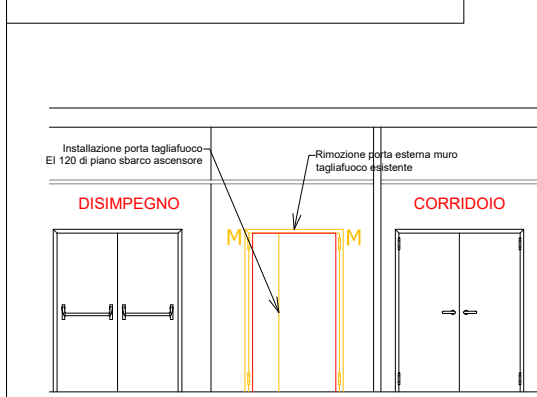 Installazione porta tagliafuoco
EI 120 di piano sbarco ascensore
Rimozione porta esterna muro
tagliafuoco esistente
DISIMPEGNO
CORRIDOIO
M
M